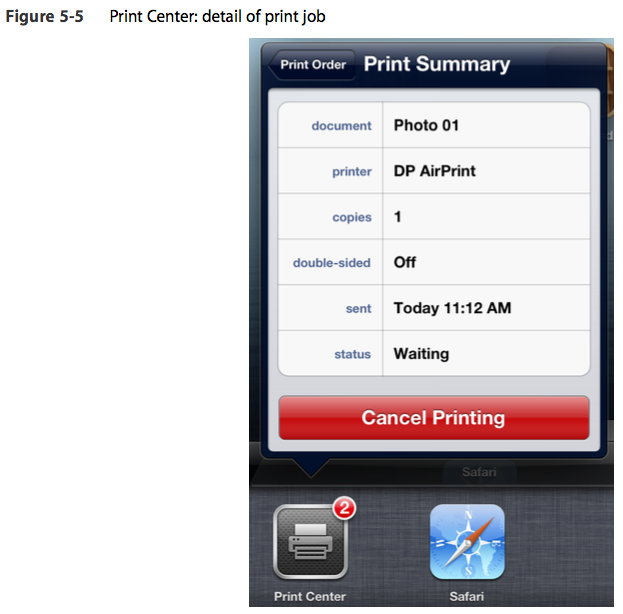 Figure 5-5 Print Center: detail of print job
Print Order Print Summary
document Photo 01
printer DP AirPrint
copies 1
double-sided Off
sent Today 11:12 AM
status Waiting
Cancel Printing
Safari
2
N
S
Print Center Safari